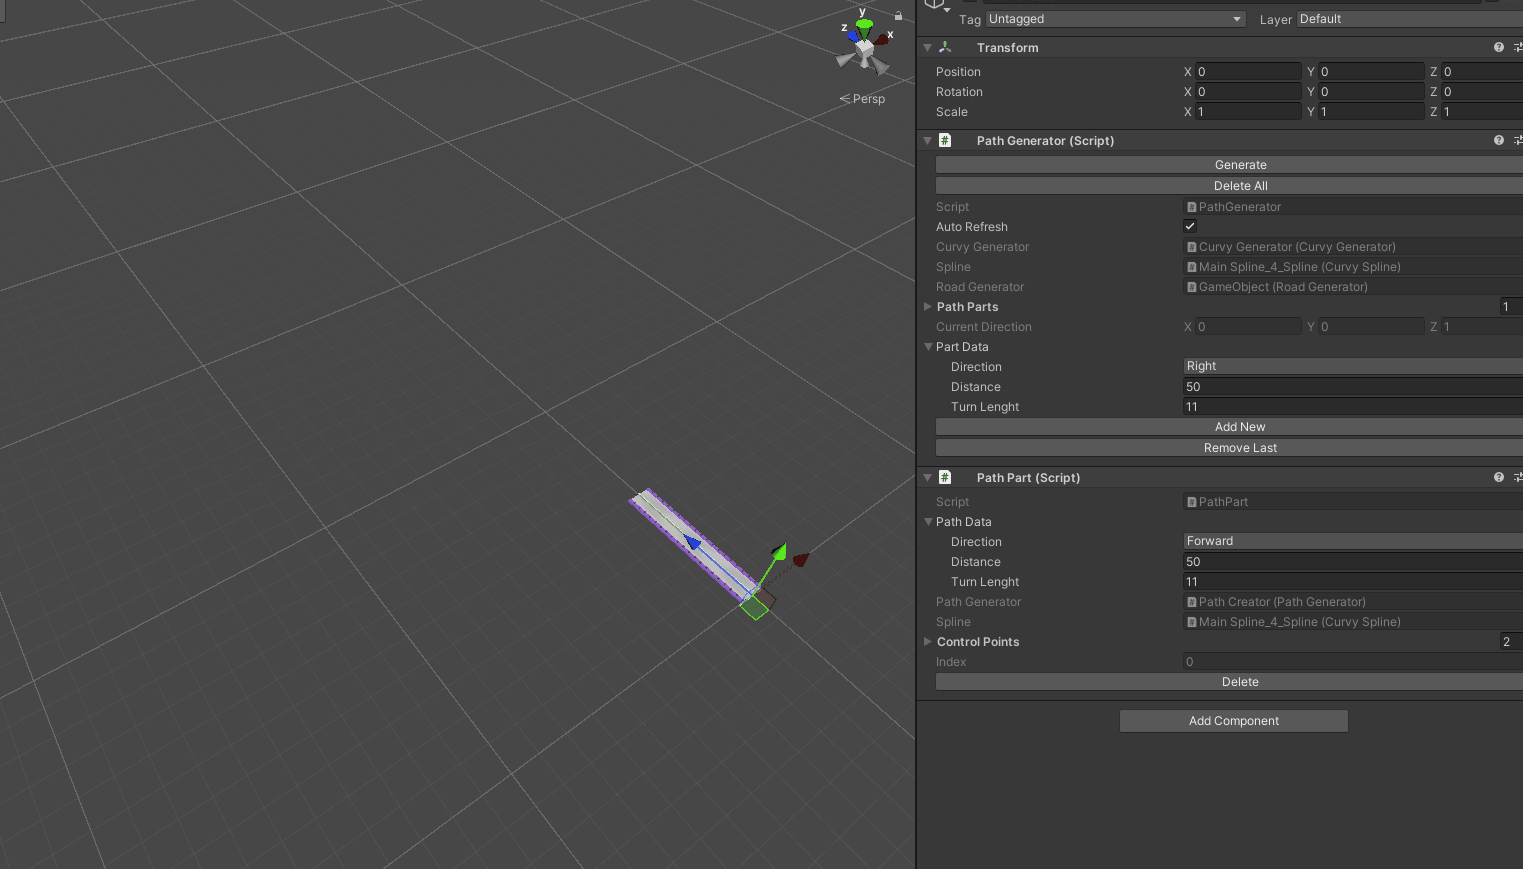 y
z
x
Persp
Tag Untagged Layer Default
Transform
Position X 0 Y 0 Z 0
Rotation X 0 Y 0 Z 0
Scale X 1 Y 1 Z 1
# Path Generator (Script)
Generate
Delete All
Script PathGenerator
Auto Refresh
Curvy Generator Curvy Generator (Curvy Generator)
Spline Main Spline_4_Spline (Curvy Spline)
Road Generator GameObject (Road Generator)
Path Parts 1
Current Direction X 0 Y 0 Z 1
Part Data
Direction Right
Distance 50
Turn Lenght 11
Add New
Remove Last
# Path Part (Script)
Script PathPart
Path Data
Direction Forward
Distance 50
Turn Lenght 11
Path Generator Path Creator (Path Generator)
Spline Main Spline_4_Spline (Curvy Spline)
Control Points 2
Index 0
Delete
Add Component